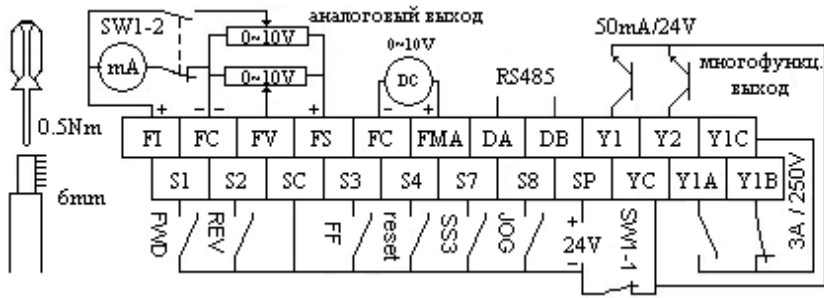 SW1-2
аналоговый выход
50mA/24V
0~10V
0~10V
mA
0~10V
DC
RS485
многофункц.
выход
+ − − + − +
0.5Nm
FI FC FV FS FC FMA DA DB Y1 Y2 Y1C
S1 S2 SC S3 S4 S7 S8 SP YC Y1A Y1B
6mm
FWD
REV
FF
reset
SS3
JOG
+
24V
−
SW1-1
3A / 250V